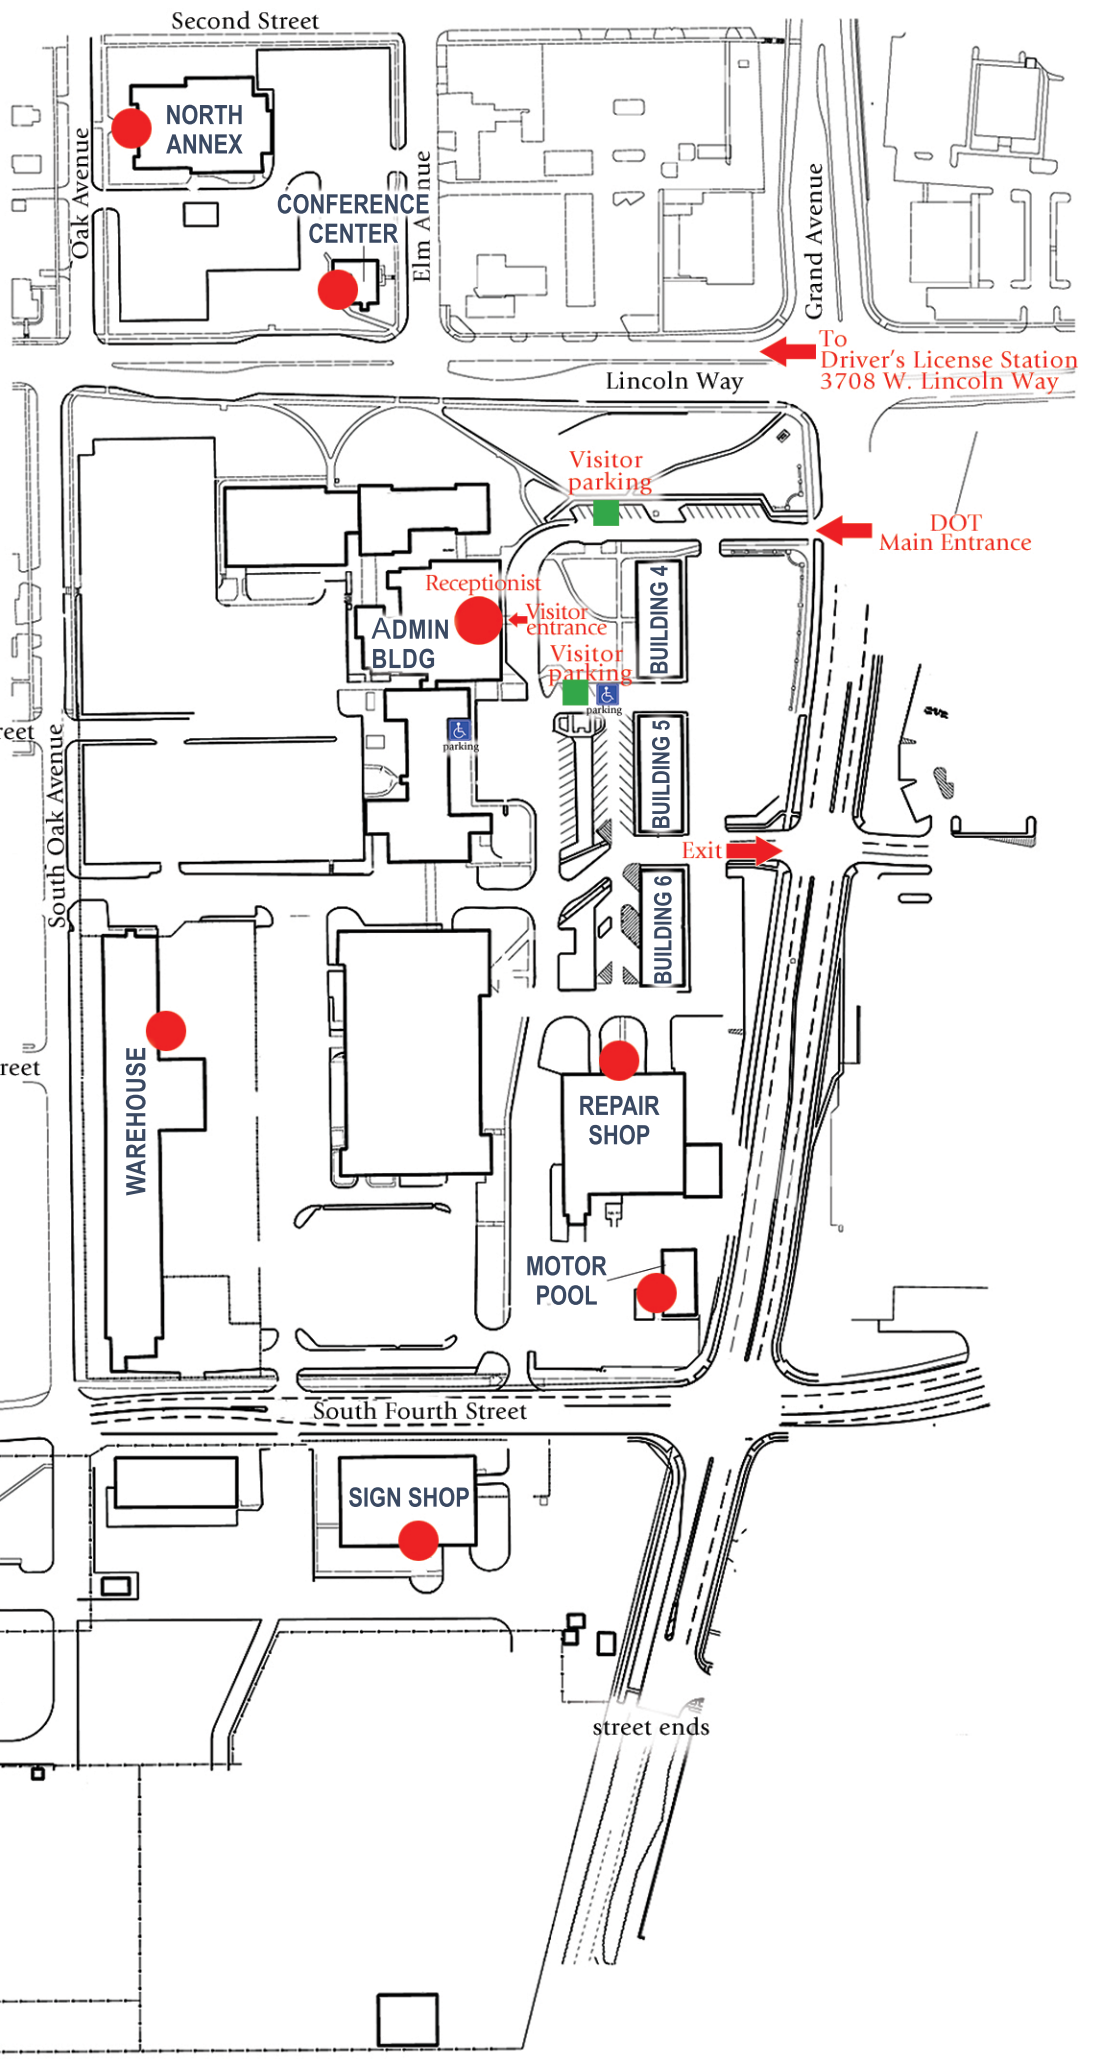 Second Street
NORTH
ANNEX
Oak Avenue
CONFERENCE
CENTER
Elm Avenue
Grand Avenue
To
Driver's License Station
3708 W. Lincoln Way
Lincoln Way
Visitor
parking
DOT
Main Entrance
Receptionist
Visitor
entrance
ADMIN
BLDG
BUILDING 4
Visitor
parking
parking
parking
BUILDING 5
reet
South Oak Avenue
Exit
BUILDING 6
WAREHOUSE
reet
REPAIR
SHOP
MOTOR
POOL
South Fourth Street
SIGN SHOP
street ends